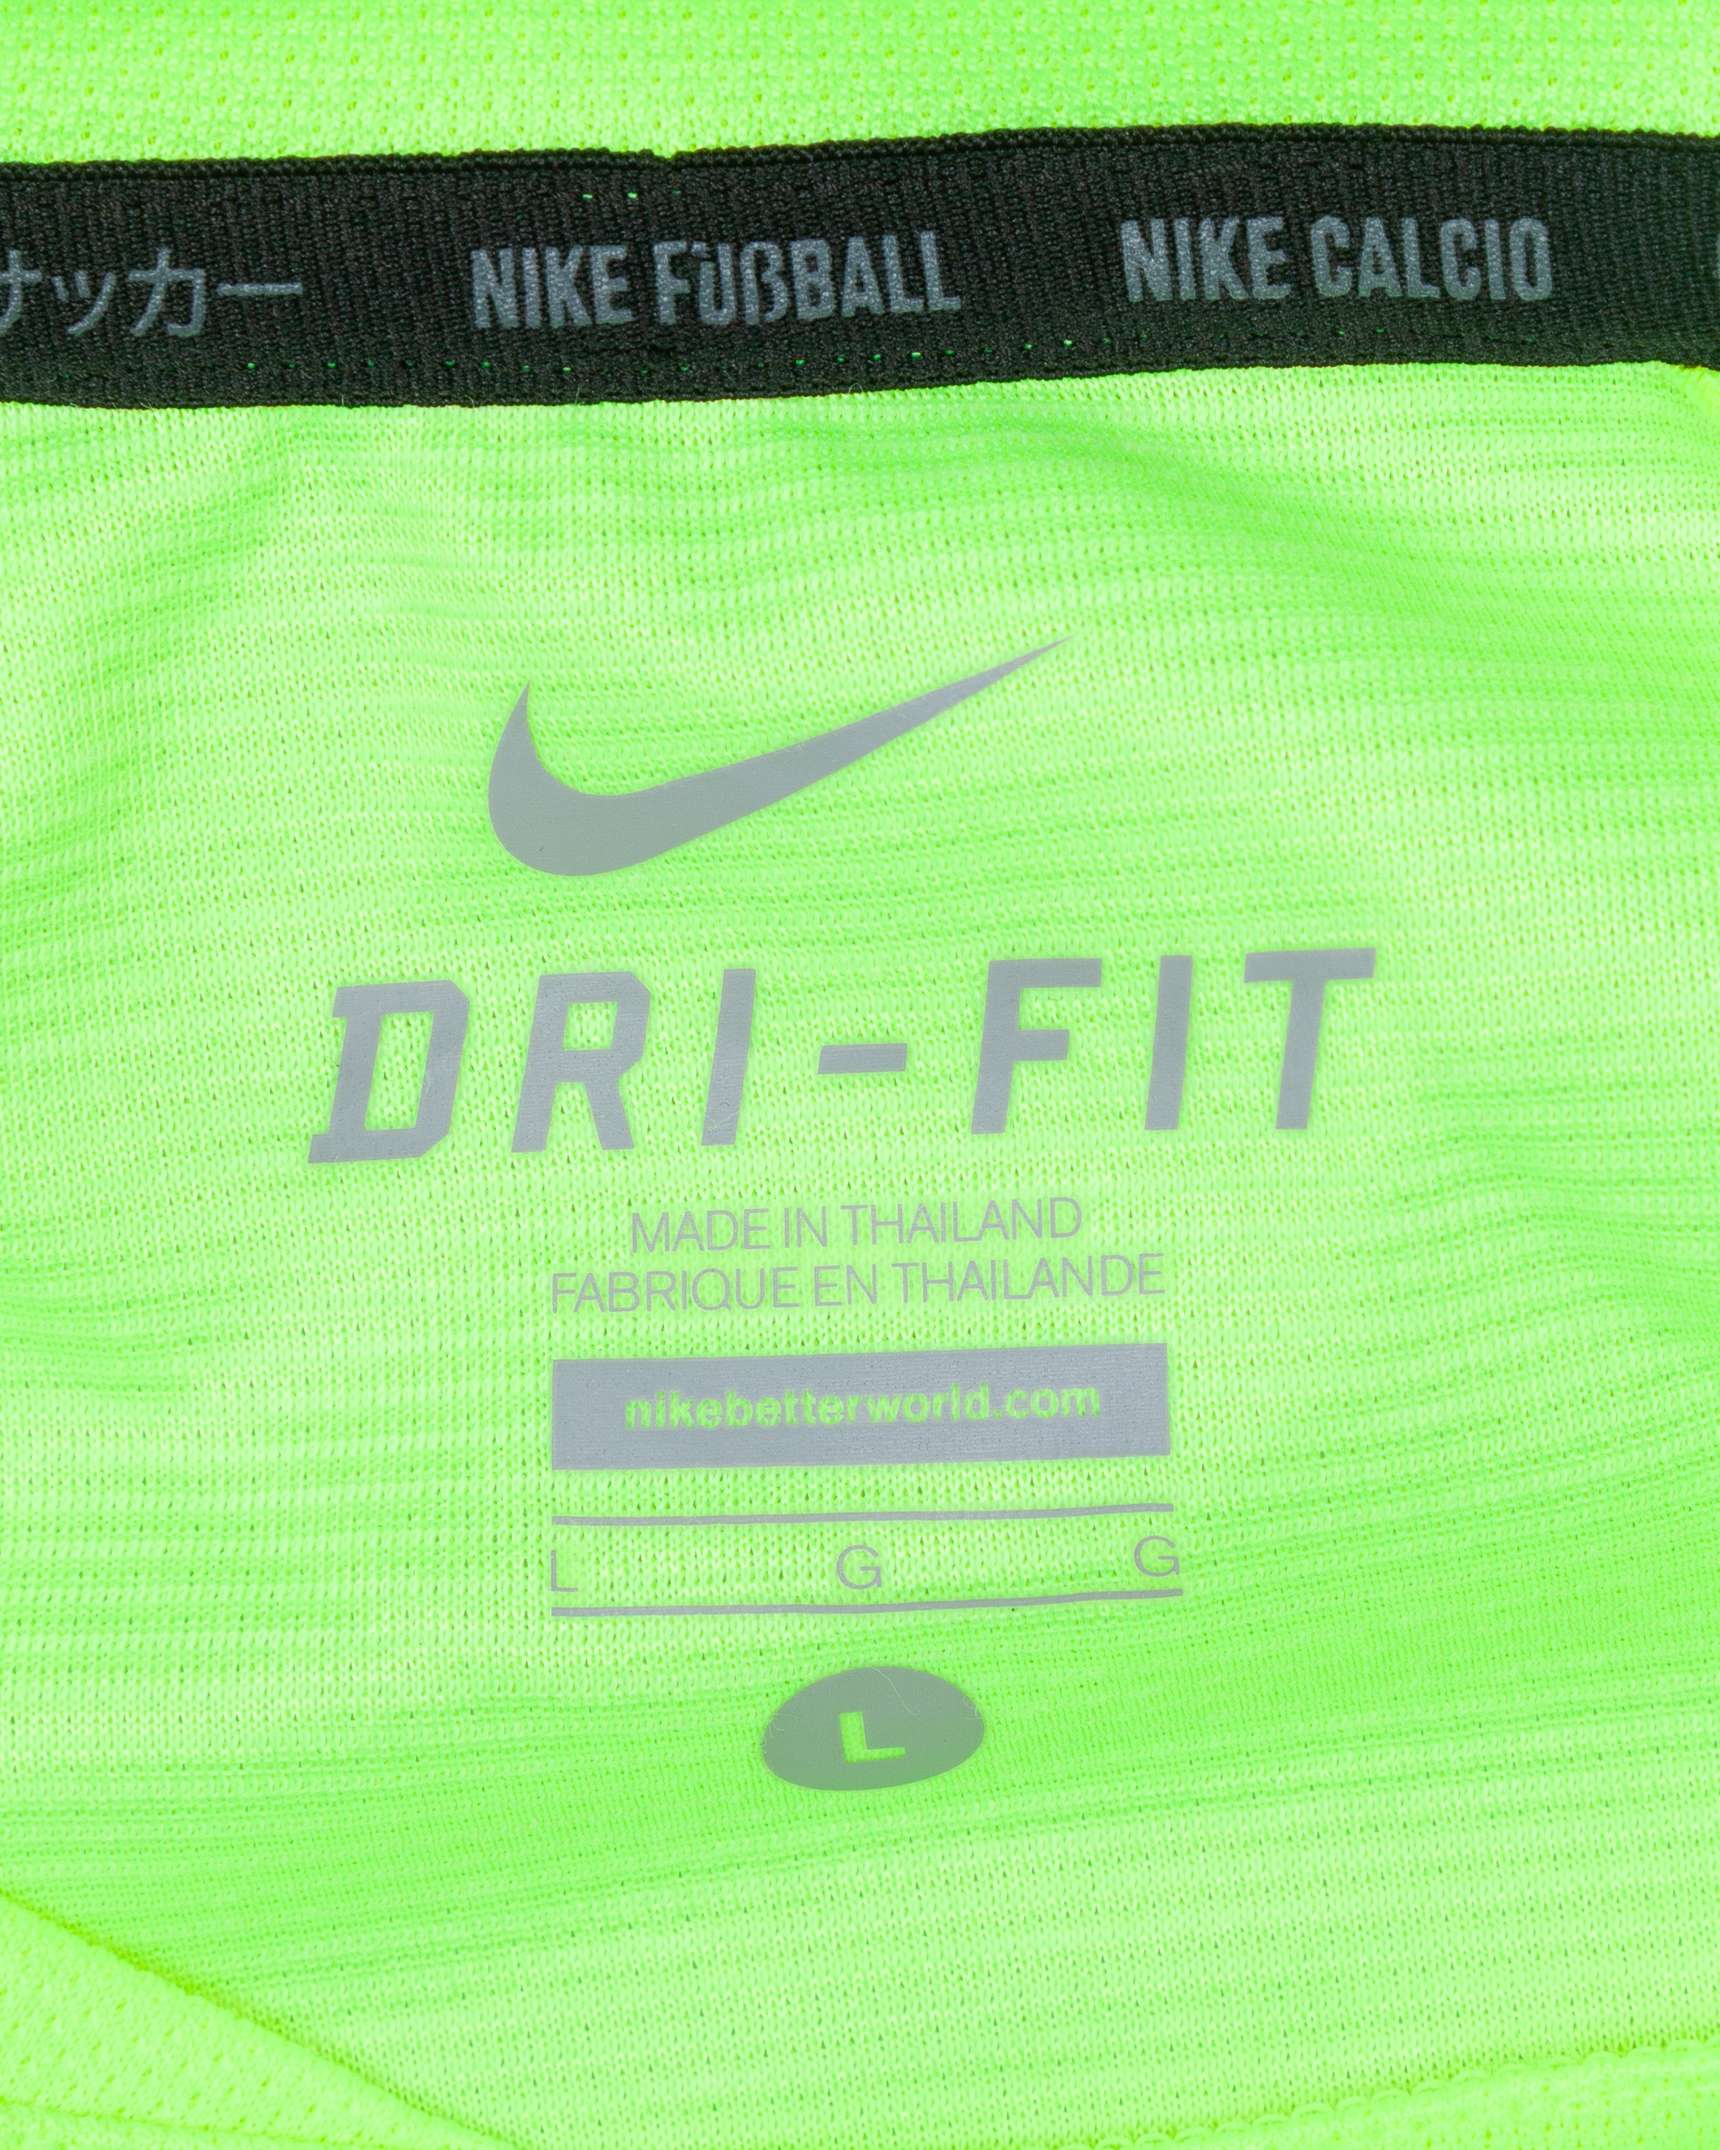 サッカー NIKE FUßBALL NIKE CALCIO
DRI-FIT
MADE IN THAILAND
FABRIQUE EN THAILANDE
nikebetterworld.com
L G G
L